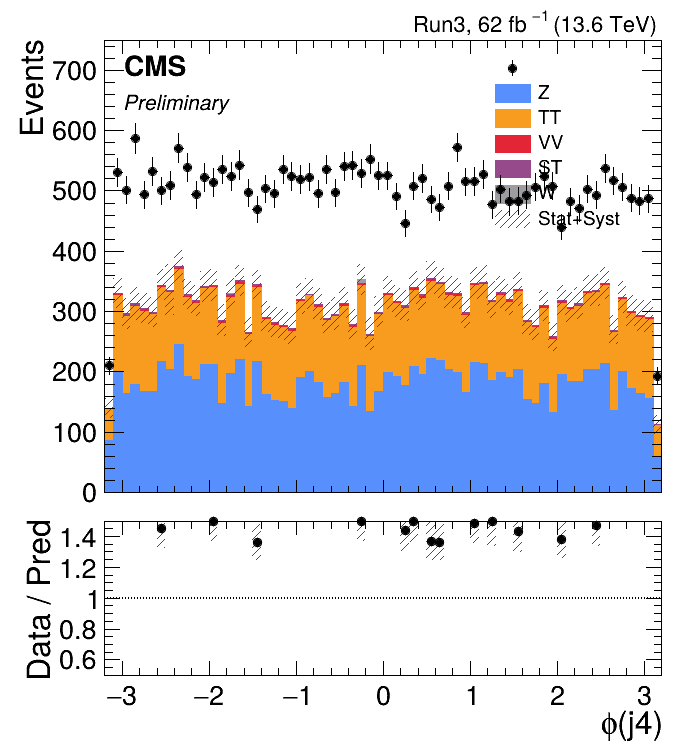 Run3, 62 fb⁻¹ (13.6 TeV)
Events
700
600
500
400
300
200
100
0
CMS
Preliminary
Z
TT
VV
ST
W
Stat+Syst
Data / Pred
1.4
1.2
1
0.8
0.6
−3 −2 −1 0 1 2 3
ϕ(j4)